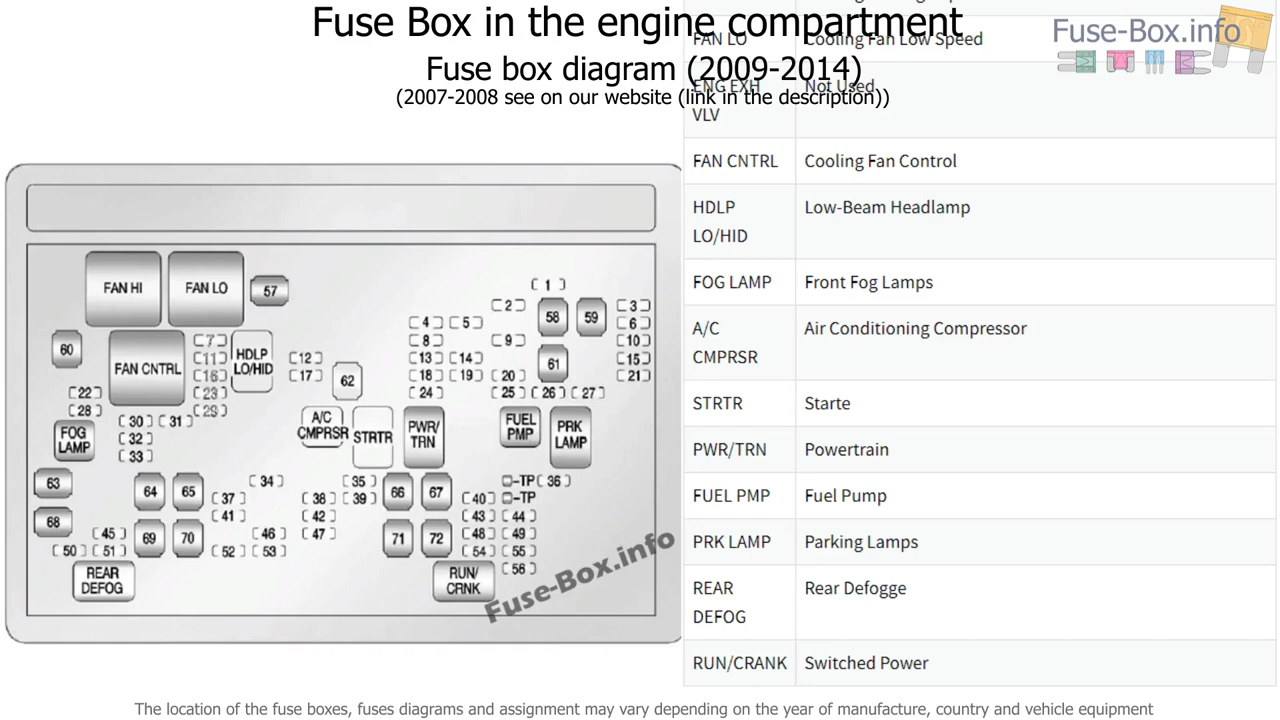 Fuse Box in the engine compartment
Fuse box diagram (2009-2014)
(2007-2008 see on our website (link in the description))
Fuse-Box.info
FAN LO Cooling Fan Low Speed
ENG EXH VLV Not Used
FAN CNTRL Cooling Fan Control
HDLP LO/HID Low-Beam Headlamp
FOG LAMP Front Fog Lamps
A/C CMPRSR Air Conditioning Compressor
STRTR Starte
PWR/TRN Powertrain
FUEL PMP Fuel Pump
PRK LAMP Parking Lamps
REAR DEFOG Rear Defogge
RUN/CRANK Switched Power
FAN HI FAN LO 57
1
2 58 59 3
4 5 6
60 FAN CNTRL 7 HDLP LO/HID 8 9 10
11 12 13 14 61 15
16 17 62 18 19 20 21
22 23 24 25 26 27
28 29
30 31
FOG LAMP 32 A/C CMPRSR STRTR PWR/TRN FUEL PMP PRK LAMP
33
63 34 35 -TP 36
64 65 37 38 39 66 67 40 -TP
68 41 42 43 44
45 69 70 46 47 71 72 48 49
50 51 52 53 54 55
56
REAR DEFOG RUN/CRNK
Fuse-Box.info
The location of the fuse boxes, fuses diagrams and assignment may vary depending on the year of manufacture, country and vehicle equipment